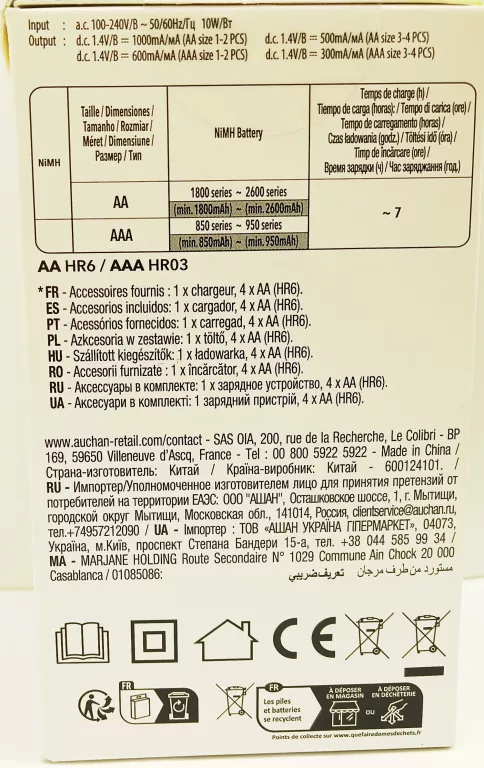 Input : a.c. 100-240V/B ~ 50/60Hz/Гц 10W/Вт
Output : d.c. 1.4V/B = 1000mA/мА (AA size 1-2 PCS) d.c. 1.4V/B = 500mA/мА (AA size 3-4 PCS)
d.c. 1.4V/B = 600mA/мА (AAA size 1-2 PCS) d.c. 1.4V/B = 300mA/мА (AAA size 3-4 PCS)
NiMH
Taille / Dimensiones /
Tamanho / Rozmiar /
Méret / Dimensiune /
Размер / Тип
NiMH Battery
Temps de charge (h) /
Tiempo de carga (horas): / Tempo di carica (ore) /
Tempo de carregamento (horas) /
Czas ładowania (godz.) / Töltési idő (óra) /
Timp de încărcare (ore) /
Время зарядки (ч) / Час заряджання (год.)
AA
1800 series ~ 2600 series
(min.1800mAh) ~ (min.2600mAh)
AAA
850 series ~ 950 series
(min.850mAh) ~ (min.950mAh)
~ 7
AA HR6 / AAA HR03
* FR - Accessoires fournis : 1 x chargeur, 4 x AA (HR6).
ES - Accesorios incluidos: 1 x cargador, 4 x AA (HR6).
PT - Acessórios fornecidos: 1 x carregad, 4 x AA (HR6).
PL - Azkcesoria w zestawie: 1 x töltő, 4 x AA (HR6).
HU - Szállított kiegészítők: 1 x ładowarka, 4 x AA (HR6).
RO - Accesorii furnizate : 1 x încărcător, 4 x AA (HR6).
RU - Аксессуары в комплекте: 1 x зарядное устройство, 4 x AA (HR6).
UA - Аксесуари в комплекті: 1 зарядний пристрій, 4 x AA (HR6).
www.auchan-retail.com/contact - SAS OIA, 200, rue de la Recherche, Le Colibri - BP
169, 59650 Villeneuve d'Ascq, France - Tel : 00 800 5922 5922 - Made in China /
Страна-изготовитель: Китай / Країна-виробник: Китай - 600124101. /
RU - Импортер/Уполномоченное изготовителем лицо для принятия претензий от
потребителей на территории ЕАЭС: ООО "АШАН", Осташковское шоссе, 1, г. Мытищи,
городской округ Мытищи, Московская обл., 141014, Россия, clientservice@auchan.ru,
тел.+74957212090 / UA - Імпортер : ТОВ «АШАН УКРАЇНА ГІПЕРМАРКЕТ», 04073,
Україна, м.Київ, проспект Степана Бандери 15-а, тел. +38 044 585 99 34 /
MA - MARJANE HOLDING Route Secondaire N° 1029 Commune Ain Chock 20 000
Casablanca / 01085086: مستورد من طرف مرجان تعريف ضريبي
CE
FR
FR
Les piles
et batteries
se recyclent
À DÉPOSER
EN MAGASIN
ou
À DÉPOSER
EN DÉCHÈTERIE
Points de collecte sur www.quefairedemesdechets.fr